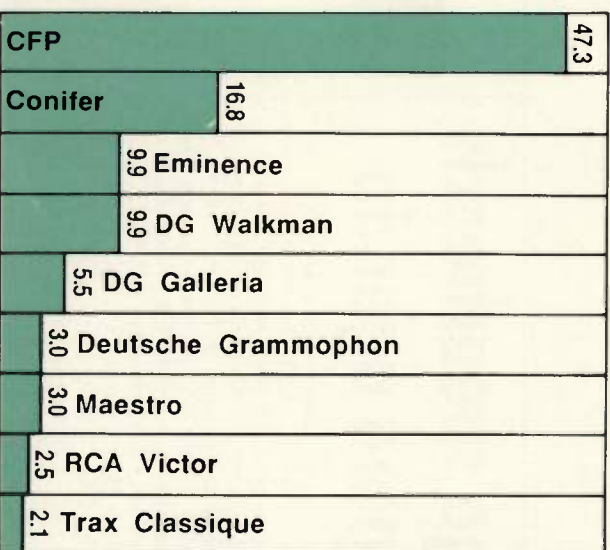 CFP 47.3
Conifer 16.8
9.9 Eminence
9.9 DG Walkman
5.5 DG Galleria
3.0 Deutsche Grammophon
3.0 Maestro
2.5 RCA Victor
2.1 Trax Classique